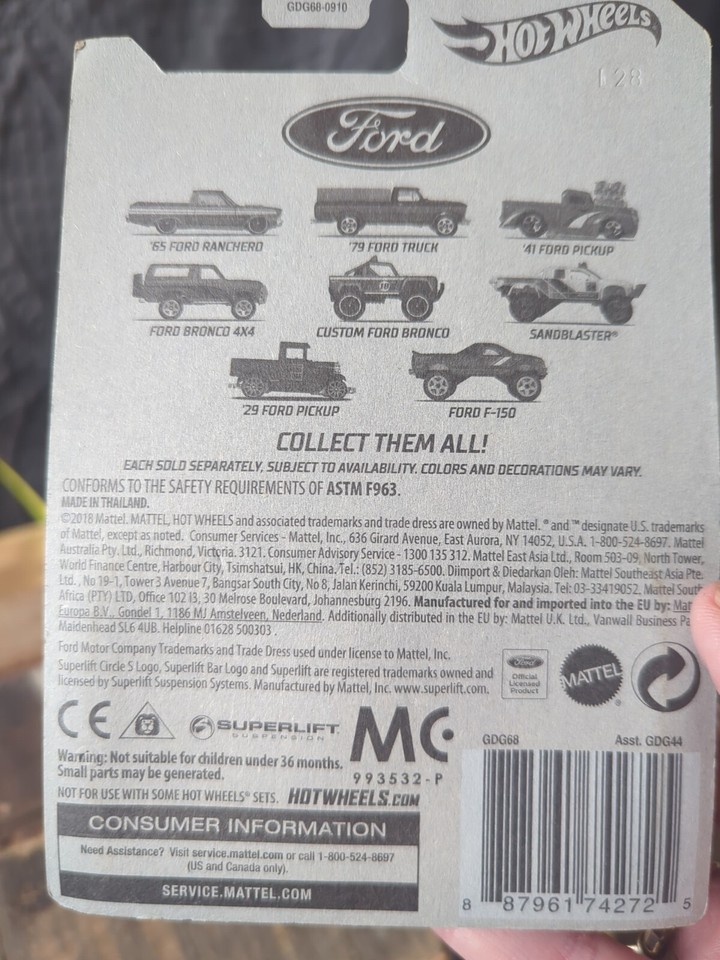 GDG68-0910
HOT WHEELS
Ford
'65 FORD RANCHERO
'79 FORD TRUCK
'41 FORD PICKUP
FORD BRONCO 4X4
CUSTOM FORD BRONCO
SANDBLASTER®
'29 FORD PICKUP
FORD F-150
COLLECT THEM ALL!
EACH SOLD SEPARATELY, SUBJECT TO AVAILABILITY. COLORS AND DECORATIONS MAY VARY.
CONFORMS TO THE SAFETY REQUIREMENTS OF ASTM F963.
MADE IN THAILAND.
©2018 Mattel. MATTEL, HOT WHEELS and associated trademarks and trade dress are owned by Mattel. ® and ™ designate U.S. trademarks
of Mattel, except as noted. Consumer Services - Mattel, Inc., 636 Girard Avenue, East Aurora, NY 14052, U.S.A. 1-800-524-8697. Mattel
Australia Pty. Ltd., Richmond, Victoria. 3121. Consumer Advisory Service - 1300 135 312. Mattel East Asia Ltd., Room 503-09, North Tower,
World Finance Centre, Harbour City, Tsimshatsui, HK, China. Tel.: (852) 3185-6500. Diimport & Diedarkan Oleh: Mattel Southeast Asia Pte.
Ltd., No 19-1, Tower 3 Avenue 7, Bangsar South City, No 8, Jalan Kerinchi, 59200 Kuala Lumpur, Malaysia. Tel: 03-33419052. Mattel South
Africa (PTY) LTD, Office 102 I3, 30 Melrose Boulevard, Johannesburg 2196. Manufactured for and imported into the EU by:
Europa B.V., Gondel 1, 1186 MJ Amstelveen, Nederland. Additionally distributed in the EU by: Mattel U.K. Ltd., Vanwall Business
Maidenhead SL6 4UB. Helpline 01628 500303.
Ford Motor Company Trademarks and Trade Dress used under license to Mattel, Inc.
Superlift Circle S Logo, Superlift Bar Logo and Superlift are registered trademarks owned and
licensed by Superlift Suspension Systems. Manufactured by Mattel, Inc. www.superlift.com.
Ford
Official
Licensed
Product
MATTEL®
CE
SUPERLIFT
SUSPENSION
MC
993532-P
GDG68 Asst. GDG44
Warning: Not suitable for children under 36 months.
Small parts may be generated.
NOT FOR USE WITH SOME HOT WHEELS® SETS. HOTWHEELS.COM
CONSUMER INFORMATION
Need Assistance? Visit service.mattel.com or call 1-800-524-8697
(US and Canada only).
SERVICE.MATTEL.COM
8 87961 74272 5